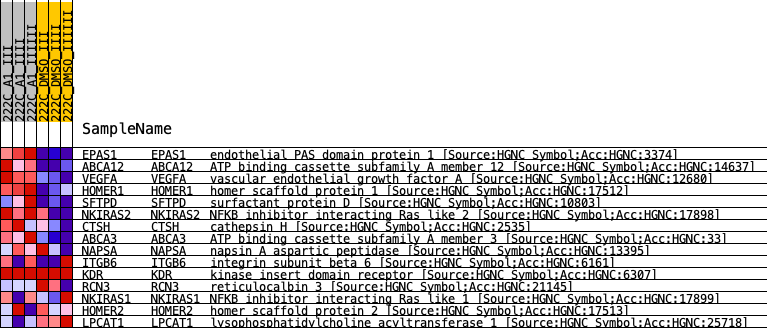 222C_A1_III
222C_A1_IIII
222C_A1_IIIIII
222C_DMSO_III
222C_DMSO_IIII
222C_DMSO_IIIIII
SampleName
EPAS1 EPAS1 endothelial PAS domain protein 1 [Source:HGNC Symbol;Acc:HGNC:3374]
ABCA12 ABCA12 ATP binding cassette subfamily A member 12 [Source:HGNC Symbol;Acc:HGNC:14637]
VEGFA VEGFA vascular endothelial growth factor A [Source:HGNC Symbol;Acc:HGNC:12680]
HOMER1 HOMER1 homer scaffold protein 1 [Source:HGNC Symbol;Acc:HGNC:17512]
SFTPD SFTPD surfactant protein D [Source:HGNC Symbol;Acc:HGNC:10803]
NKIRAS2 NKIRAS2 NFKB inhibitor interacting Ras like 2 [Source:HGNC Symbol;Acc:HGNC:17898]
CTSH CTSH cathepsin H [Source:HGNC Symbol;Acc:HGNC:2535]
ABCA3 ABCA3 ATP binding cassette subfamily A member 3 [Source:HGNC Symbol;Acc:HGNC:33]
NAPSA NAPSA napsin A aspartic peptidase [Source:HGNC Symbol;Acc:HGNC:13395]
ITGB6 ITGB6 integrin subunit beta 6 [Source:HGNC Symbol;Acc:HGNC:6161]
KDR KDR kinase insert domain receptor [Source:HGNC Symbol;Acc:HGNC:6307]
RCN3 RCN3 reticulocalbin 3 [Source:HGNC Symbol;Acc:HGNC:21145]
NKIRAS1 NKIRAS1 NFKB inhibitor interacting Ras like 1 [Source:HGNC Symbol;Acc:HGNC:17899]
HOMER2 HOMER2 homer scaffold protein 2 [Source:HGNC Symbol;Acc:HGNC:17513]
LPCAT1 LPCAT1 lysophosphatidylcholine acyltransferase 1 [Source:HGNC Symbol;Acc:HGNC:25718]